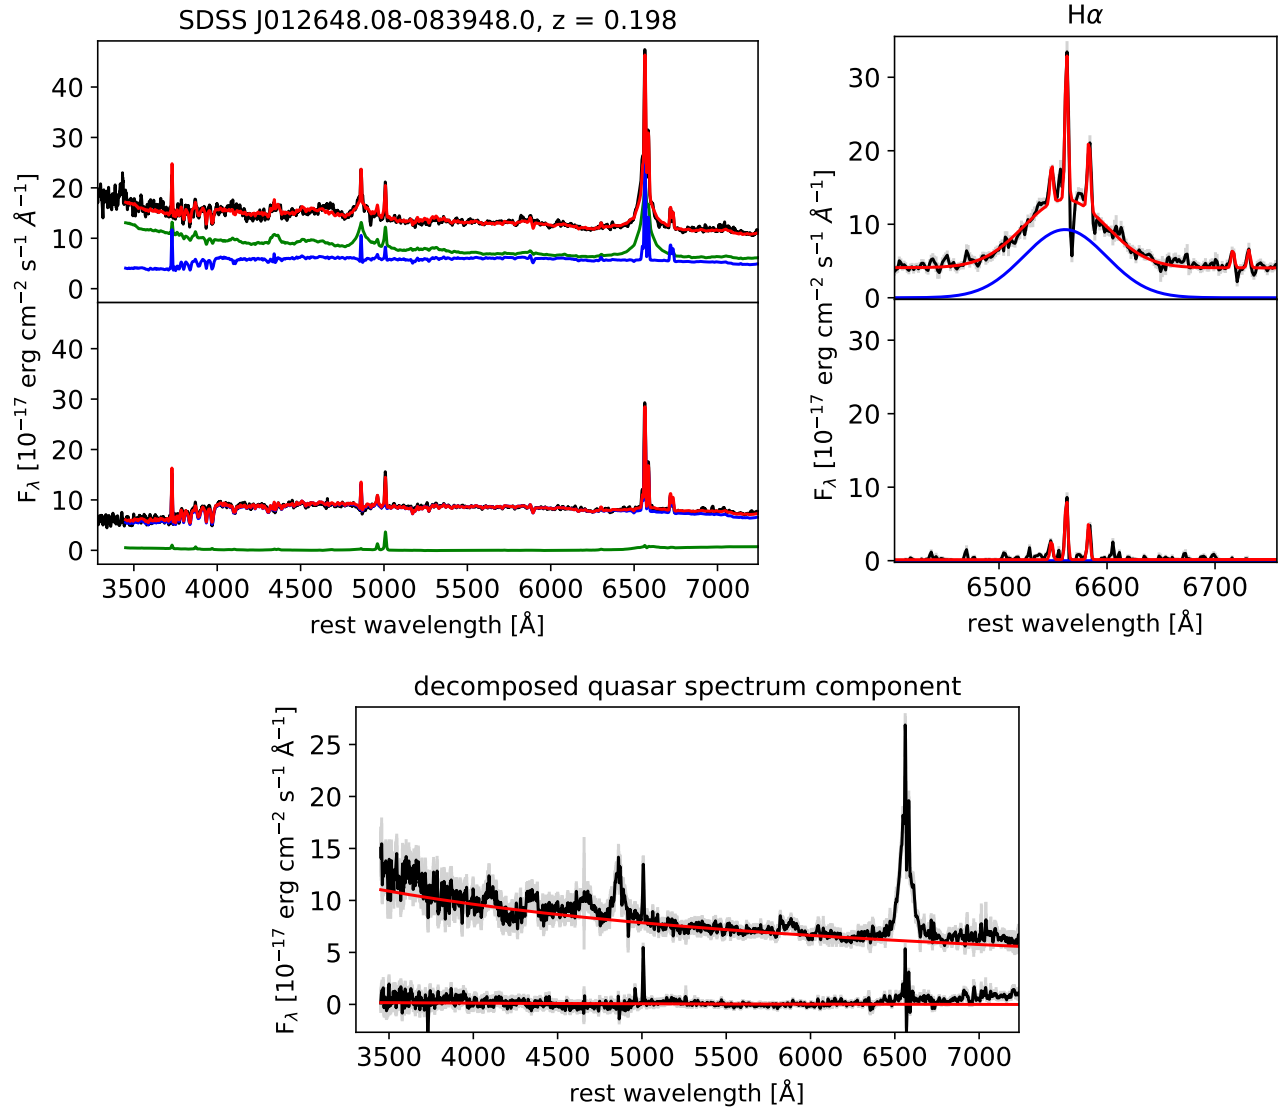 SDSS J012648.08-083948.0, z = 0.198
Hα
40
30
20
10
0
40
30
20
10
0
3500 4000 4500 5000 5500 6000 6500 7000
rest wavelength [Å]
F_λ [10⁻¹⁷ erg cm⁻² s⁻¹ Å⁻¹]
30
20
10
0
30
20
10
0
6500 6600 6700
rest wavelength [Å]
F_λ [10⁻¹⁷ erg cm⁻² s⁻¹ Å⁻¹]
decomposed quasar spectrum component
25
20
15
10
5
0
3500 4000 4500 5000 5500 6000 6500 7000
rest wavelength [Å]
F_λ [10⁻¹⁷ erg cm⁻² s⁻¹ Å⁻¹]